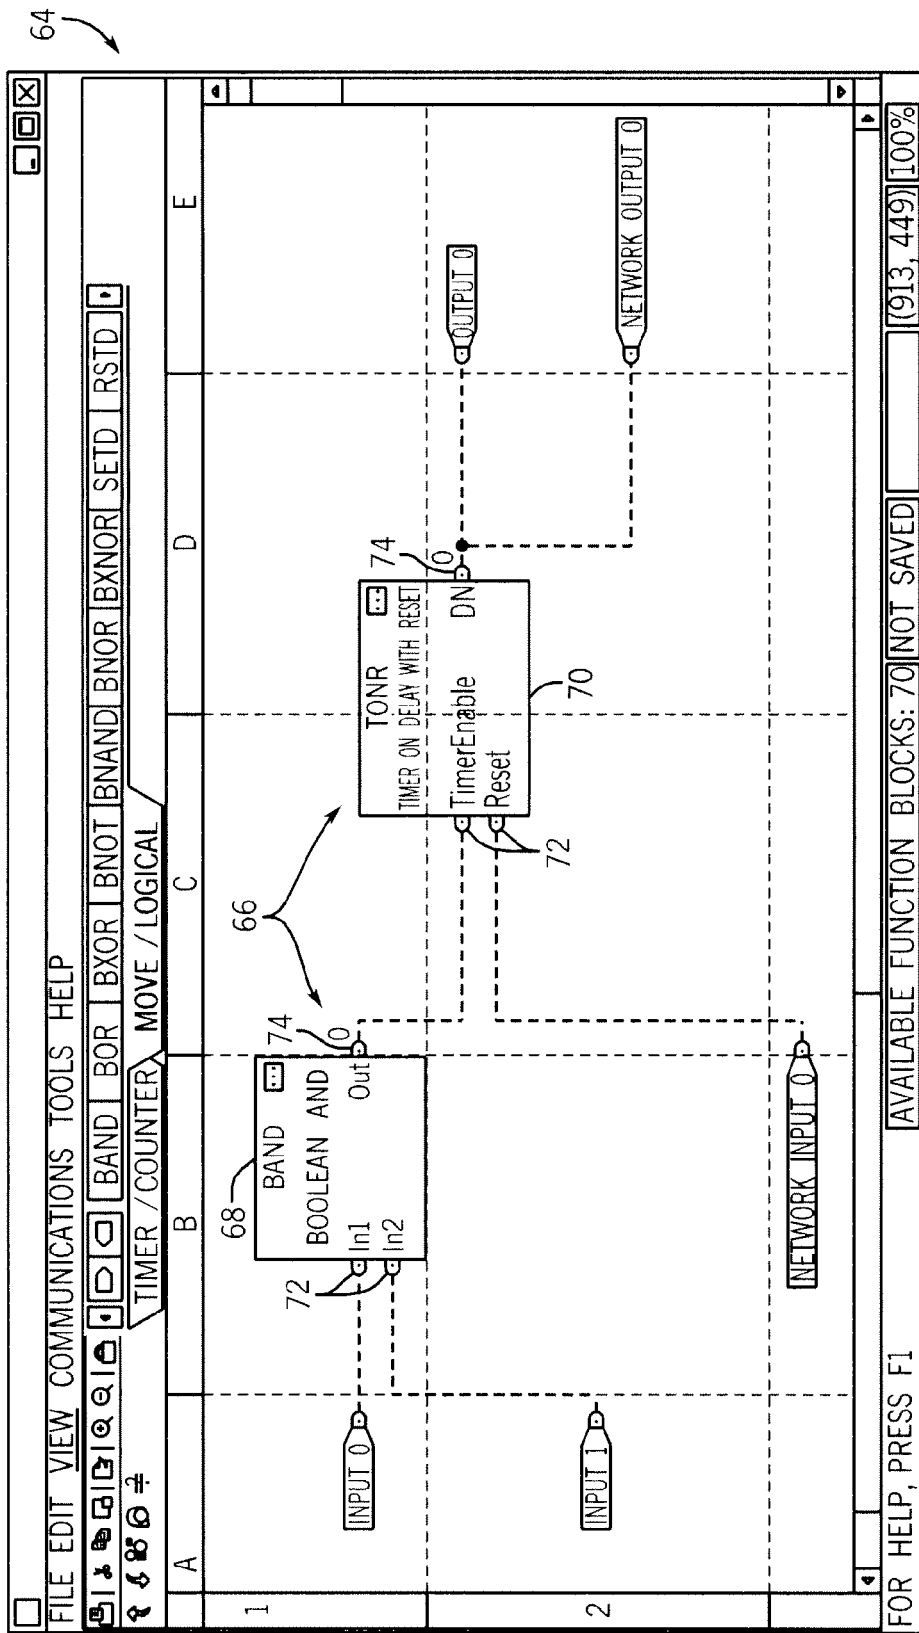 64
FILE EDIT VIEW COMMUNICATIONS TOOLS HELP
BAND BOR BXOR BNOT BNAND BNOR BXNOR SETD RSTD
TIMER / COUNTER MOVE / LOGICAL
A B C D E
1
68
BAND
BOOLEAN AND
In1 Out
In2
72
74
0
66
TONR
TIMER ON DELAY WITH RESET
TimerEnable DN
Reset
72
70
74
0
INPUT 0
OUTPUT 0
2
INPUT 1
NETWORK OUTPUT 0
NETWORK INPUT 0
FOR HELP, PRESS F1
AVAILABLE FUNCTION BLOCKS: 70 NOT SAVED (913, 449) 100%